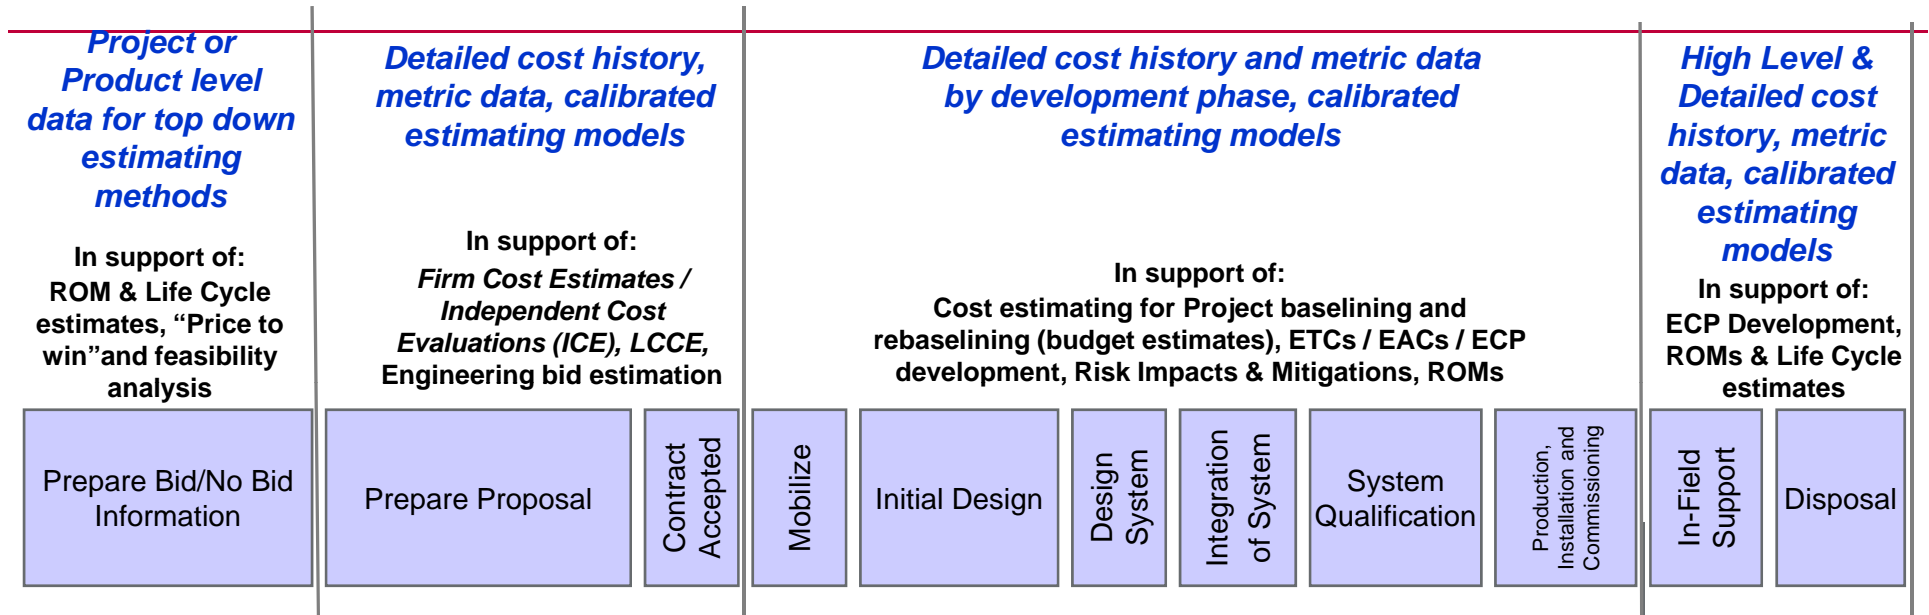 Project or
Product level
data for top down
estimating
methods
In support of:
ROM & Life Cycle
estimates, “Price to
win”and feasibility
analysis
Prepare Bid/No Bid
Information
Detailed cost history,
metric data, calibrated
estimating models
In support of:
Firm Cost Estimates /
Independent Cost
Evaluations (ICE), LCCE,
Engineering bid estimation
Prepare Proposal
Contract
Accepted
Detailed cost history and metric data
by development phase, calibrated
estimating models
In support of:
Cost estimating for Project baselining and
rebaselining (budget estimates), ETCs / EACs / ECP
development, Risk Impacts & Mitigations, ROMs
Mobilize
Initial Design
Design
System
Integration
of System
System
Qualification
Production,
Installation and
Commissioning
High Level &
Detailed cost
history, metric
data, calibrated
estimating
models
In support of:
ECP Development,
ROMs & Life Cycle
estimates
In-Field
Support
Disposal